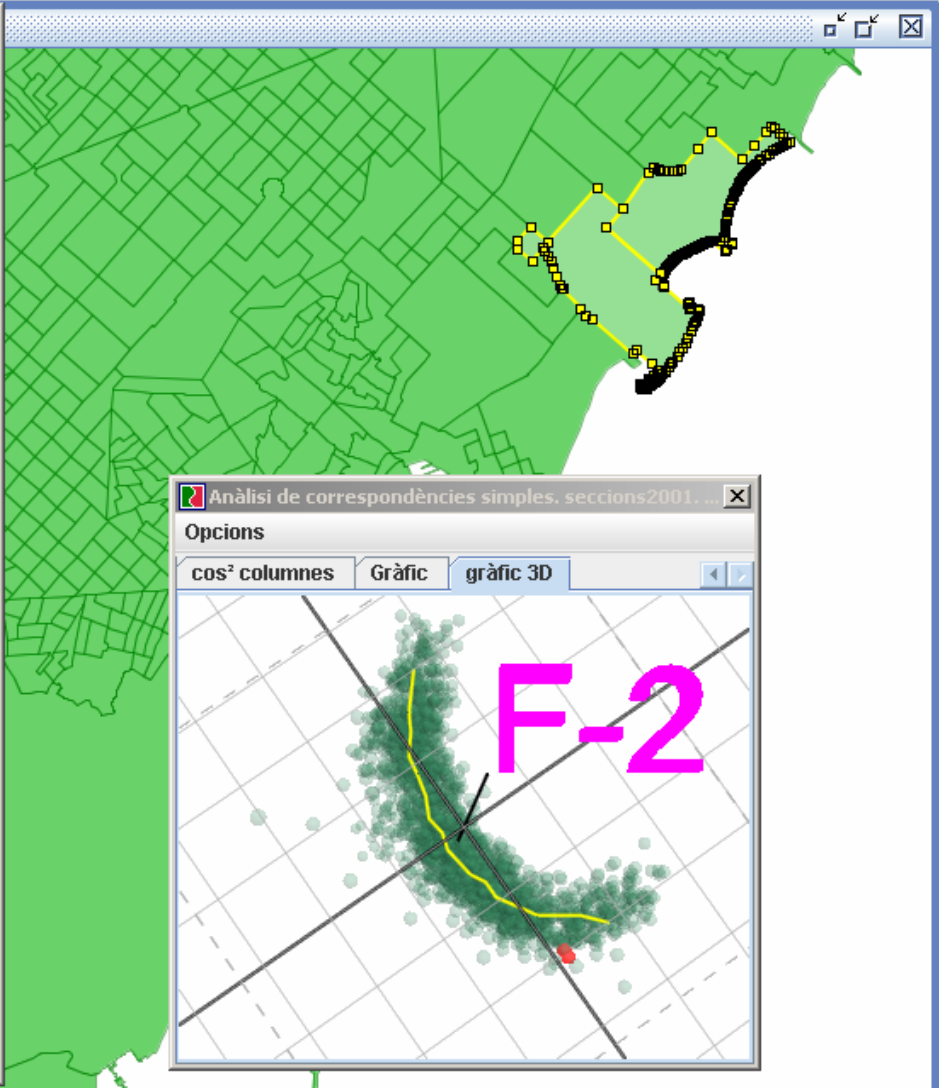 Anàlisi de correspondències simples. seccions2001. ...
Opcions
cos² columnes Gràfic gràfic 3D
F-2